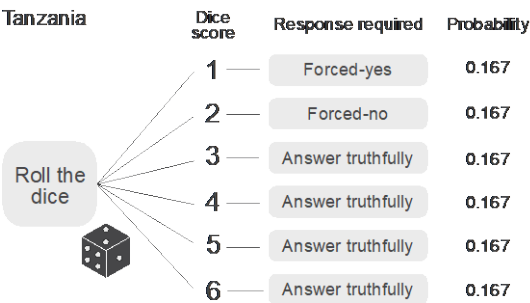 Tanzania
Dice score
Response required
Probability
Roll the dice
1 Forced-yes 0.167
2 Forced-no 0.167
3 Answer truthfully 0.167
4 Answer truthfully 0.167
5 Answer truthfully 0.167
6 Answer truthfully 0.167